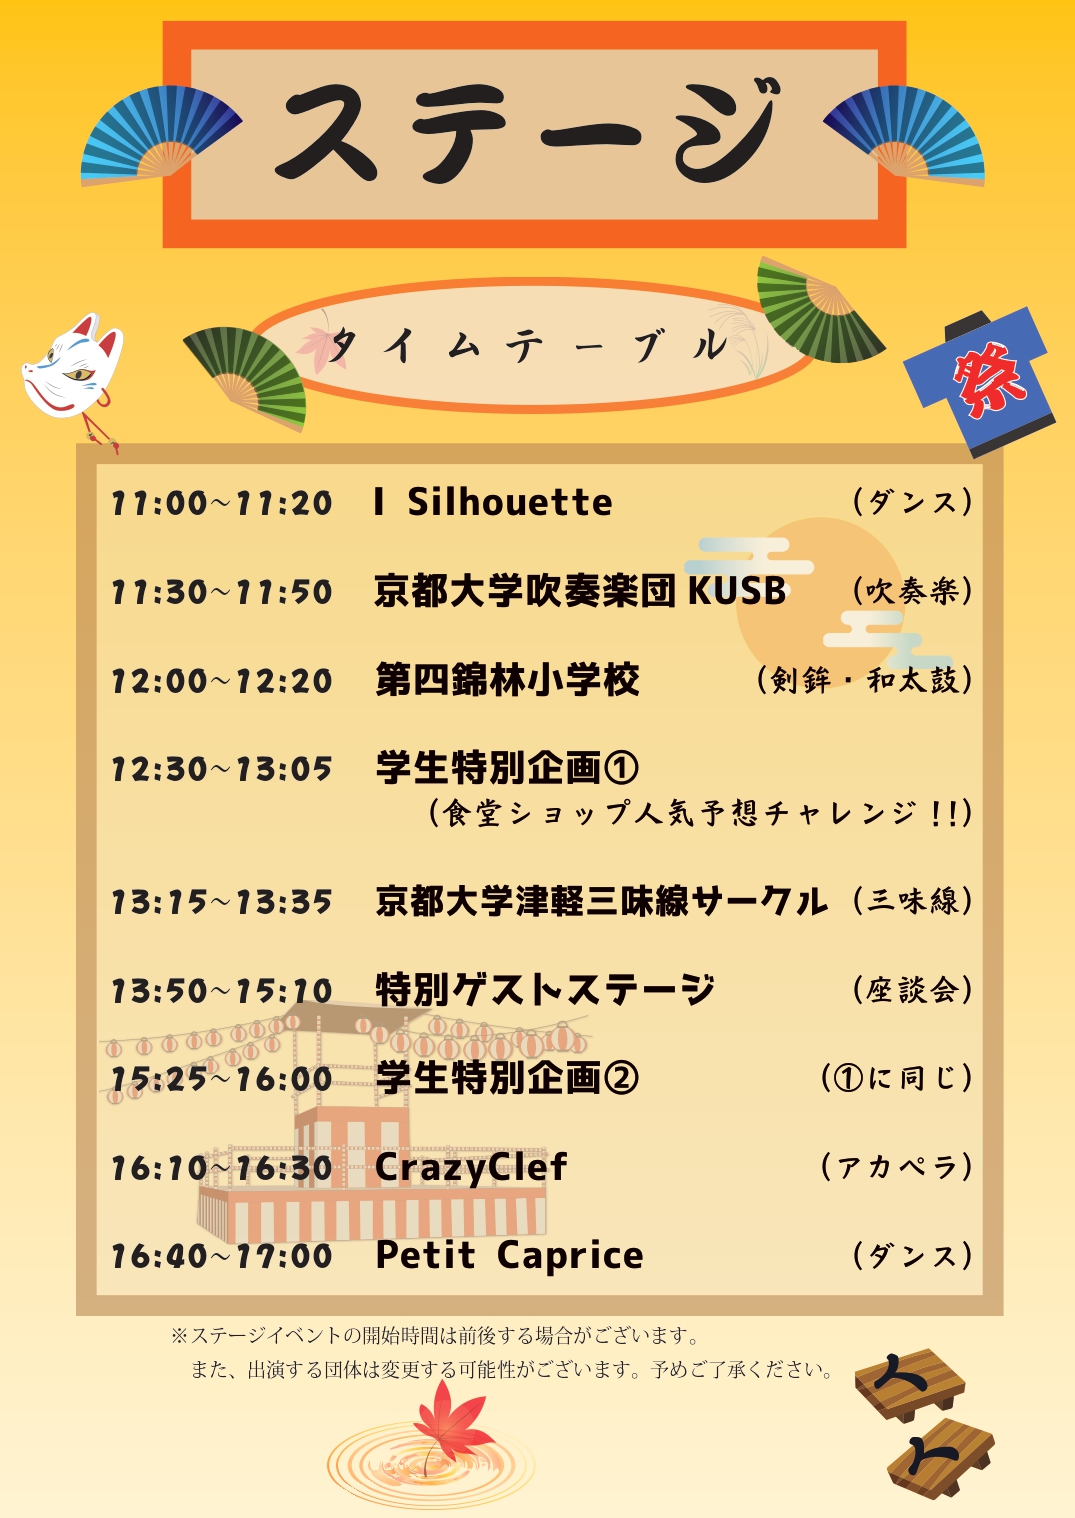 ステージ
タイムテーブル
祭
11:00～11:20 I Silhouette (ダンス)
11:30～11:50 京都大学吹奏楽団 KUSB (吹奏楽)
12:00～12:20 第四錦林小学校 (剣鉾・和太鼓)
12:30～13:05 学生特別企画①
(食堂ショップ人気予想チャレンジ !!)
13:15～13:35 京都大学津軽三味線サークル (三味線)
13:50～15:10 特別ゲストステージ (座談会)
15:25～16:00 学生特別企画② (①に同じ)
16:10～16:30 CrazyClef (アカペラ)
16:40～17:00 Petit Caprice (ダンス)
※ステージイベントの開始時間は前後する場合がございます。
また、出演する団体は変更する可能性がございます。予めご了承ください。